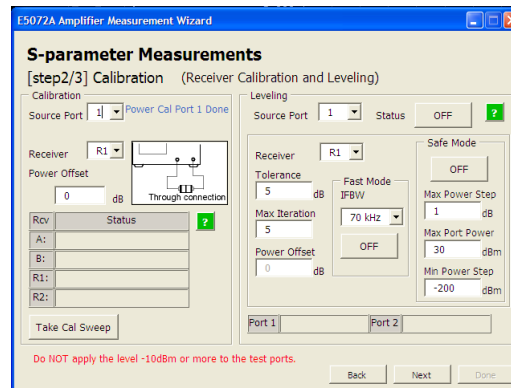 E5072A Amplifier Measurement Wizard
S-parameter Measurements
[step2/3] Calibration (Receiver Calibration and Leveling)
Calibration
Source Port 1 Power Cal Port 1 Done
Receiver R1
Power Offset
0 dB
Through connection
Rcv Status ?
A:
B:
R1:
R2:
Take Cal Sweep
Leveling
Source Port 1 Status OFF ?
Receiver R1
Tolerance
5 dB
Max Iteration
5
Power Offset
0 dB
Fast Mode
IFBW
70 kHz
OFF
Safe Mode
OFF
Max Power Step
1 dB
Max Port Power
30 dBm
Min Power Step
-200 dBm
Port 1 Port 2
Do NOT apply the level -10dBm or more to the test ports.
Back Next Done